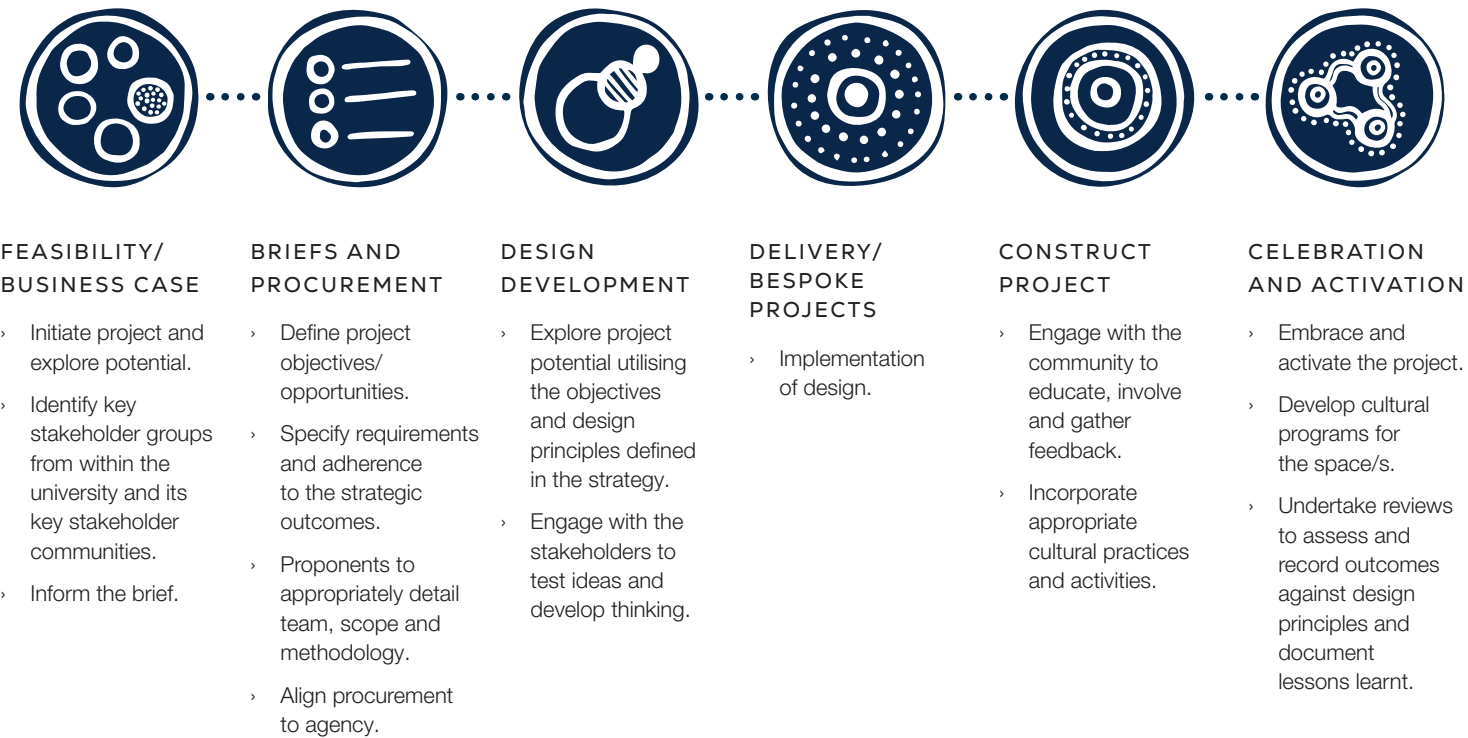 FEASIBILITY/
BUSINESS CASE
› Initiate project and
explore potential.
› Identify key
stakeholder groups
from within the
university and its
key stakeholder
communities.
› Inform the brief.
BRIEFS AND
PROCUREMENT
› Define project
objectives/
opportunities.
› Specify requirements
and adherence
to the strategic
outcomes.
› Proponents to
appropriately detail
team, scope and
methodology.
› Align procurement
to agency.
DESIGN
DEVELOPMENT
› Explore project
potential utilising
the objectives
and design
principles defined
in the strategy.
› Engage with the
stakeholders to
test ideas and
develop thinking.
DELIVERY/
BESPOKE
PROJECTS
› Implementation
of design.
CONSTRUCT
PROJECT
› Engage with the
community to
educate, involve
and gather
feedback.
› Incorporate
appropriate
cultural practices
and activities.
CELEBRATION
AND ACTIVATION
› Embrace and
activate the project.
› Develop cultural
programs for
the space/s.
› Undertake reviews
to assess and
record outcomes
against design
principles and
document
lessons learnt.